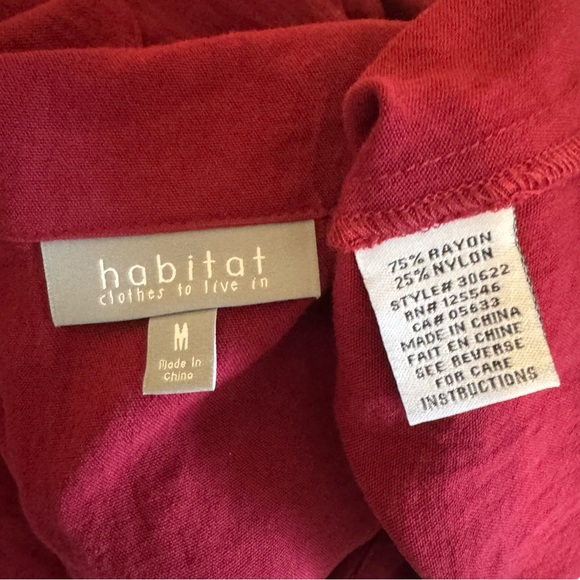 habitat
clothes to live in
M
Made In
China
75% RAYON
25% NYLON
STYLE# 30622
RN# 125546
CA# 05633
MADE IN CHINA
FAIT EN CHINE
SEE REVERSE
FOR CARE
INSTRUCTIONS